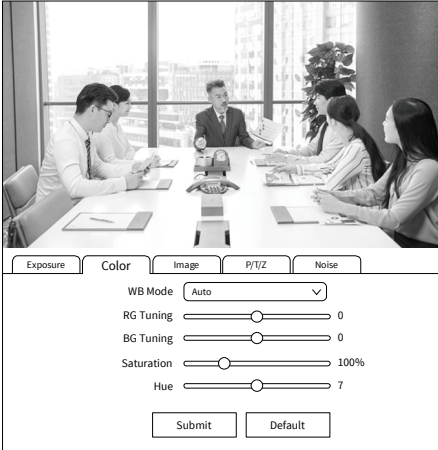 Exposure Color Image P/T/Z Noise
WB Mode Auto
RG Tuning 0
BG Tuning 0
Saturation 100%
Hue 7
Submit Default